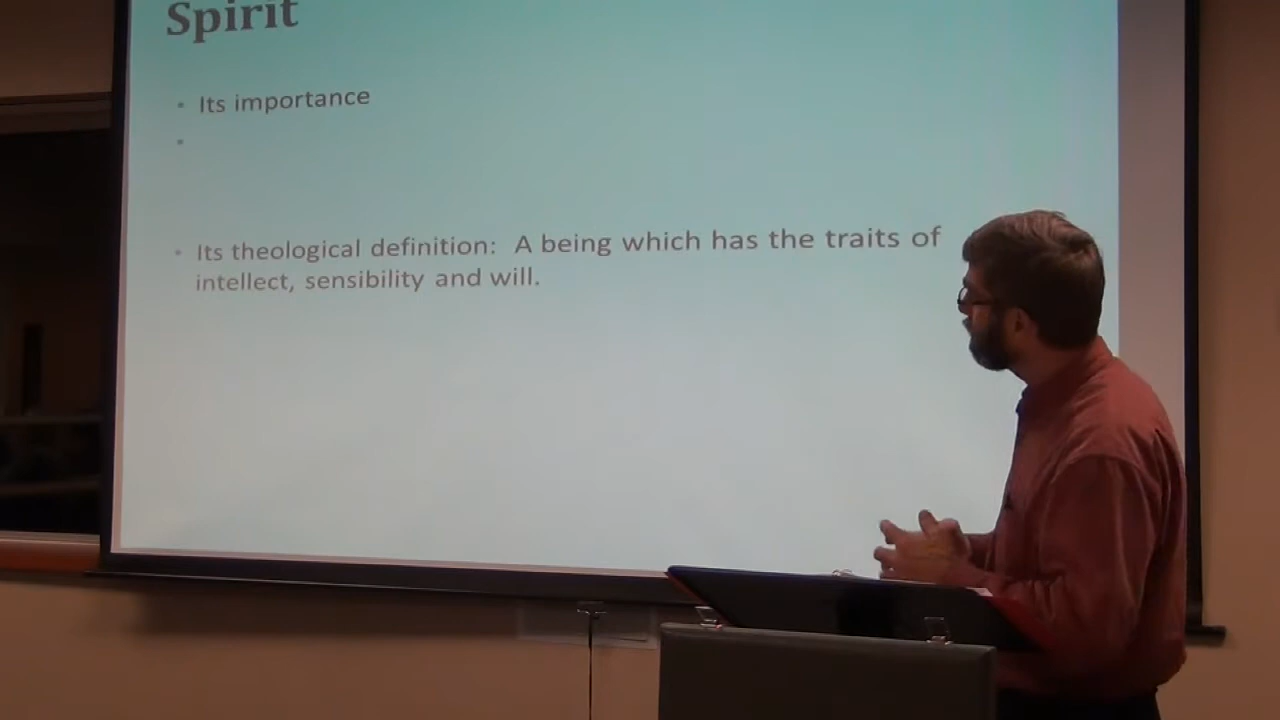 Spirit
Its importance
Its theological definition: A being which has the traits of
intellect, sensibility and will.